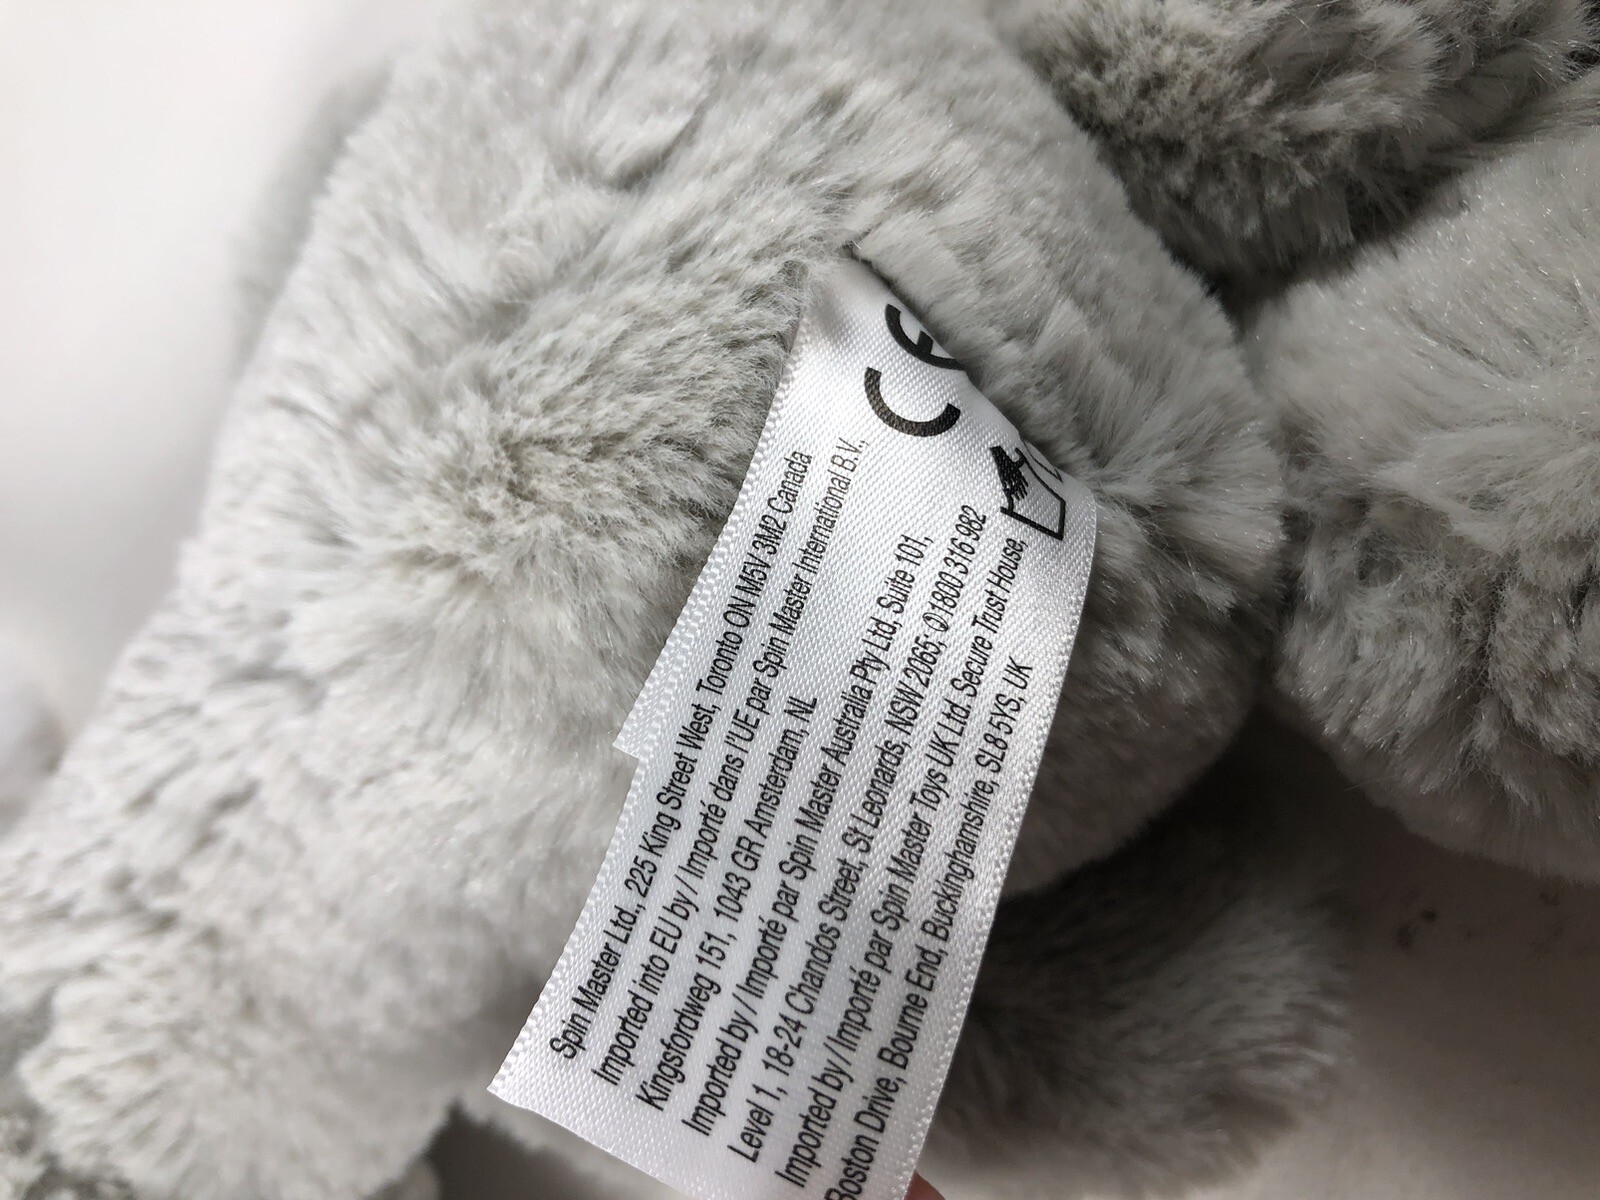 CE
Spin Master Ltd., 225 King Street West, Toronto ON M5V 3M2 Canada
Imported into EU by / Importé dans l'UE par Spin Master International B.V.,
Kingsfordweg 151, 1043 GR Amsterdam, NL
Imported by / Importé par Spin Master Australia Pty Ltd, Suite 101,
Level 1, 18-24 Chandos Street, St Leonards, NSW 2065, 1800 316 982
Imported by / Importé par Spin Master Toys UK Ltd. Secure Trust House,
Boston Drive, Bourne End, Buckinghamshire, SL8 5YS, UK